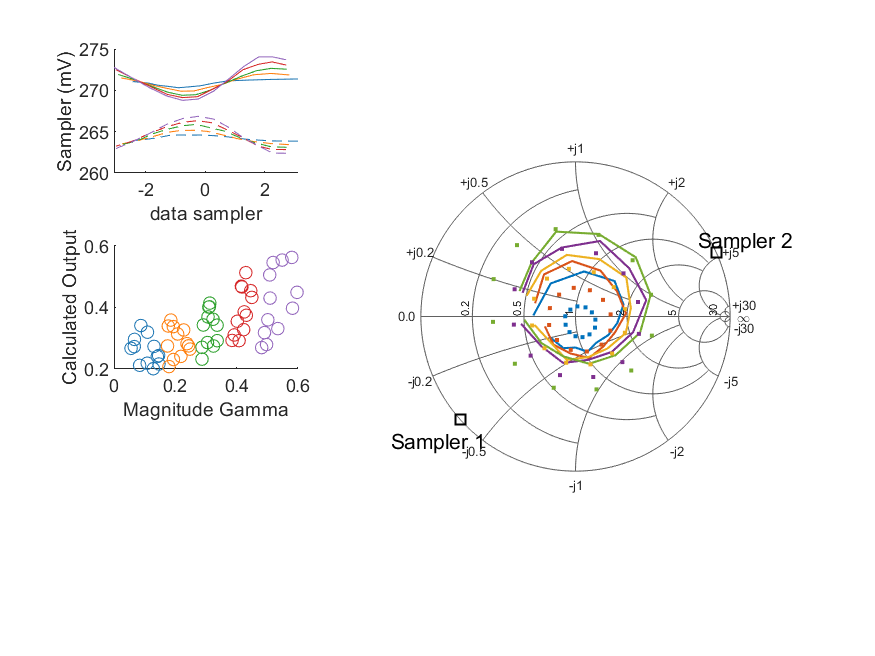 275
270
265
260
Sampler (mV)
-2 0 2
data sampler
0.6
0.4
0.2
Calculated Output
0 0.2 0.4 0.6
Magnitude Gamma
+j1
+j0.5
+j2
Sampler 2
+j0.2
+j5
0.0
0.2
0.5
1
2
5
30
+j30
∞
-j30
-j0.2
-j5
Sampler 1
-j0.5
-j2
-j1